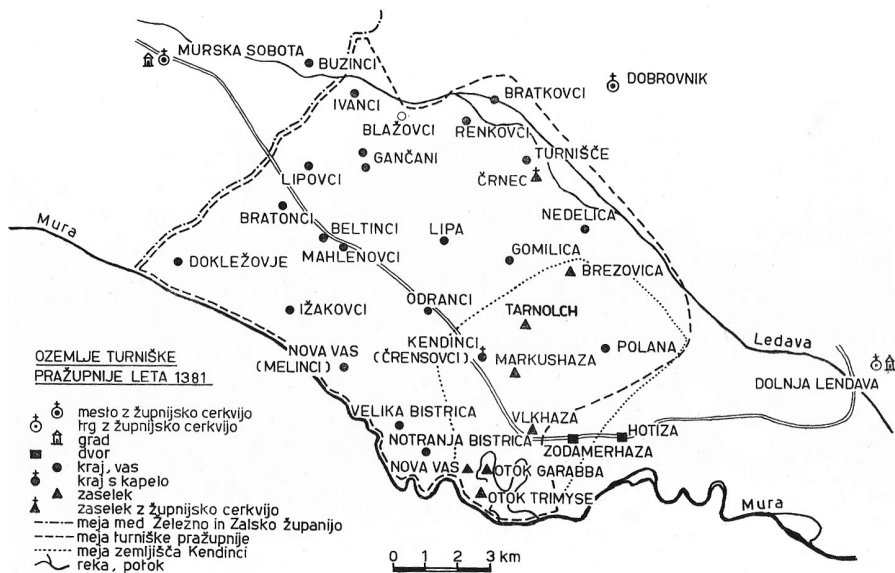 MURSKA SOBOTA
BUZINCI
DOBROVNIK
IVANCI
BRATKOVCI
BLAŽOVCI
RENKOVCI
GANČANI
TURNIŠČE
LIPOVCI
ČRNEC
BRATONCI
NEDELICA
Mura
BELTINCI
LIPA
MAHLENOVCI
GOMILICA
DOKLEŽOVJE
BREZOVICA
IŽAKOVCI
ODRANCI
TARNOLCH
KENDINCI
(ČRENSOVCI)
POLANA
Ledava
NOVA VAS
(MELINCI)
MARKUSHAZA
DOLNJA LENDAVA
VELIKA BISTRICA
VLKHAZA
HOTIZA
NOTRANJA BISTRICA
ZODAMERHAZA
NOVA VAS
OTOK GARABBA
OTOK TRIMYSE
Mura
OZEMLJE TURNIŠKE
PRAŽUPNIJE LETA 1381
mesto z župnijsko cerkvijo
trg z župnijsko cerkvijo
grad
dvor
kraj, vas
kraj s kapelo
zaselek
zaselek z župnijsko cerkvijo
meja med Železno in Zalsko županijo
meja turniške pražupnije
meja zemljišča Kendinci
reka, potok
0 1 2 3 km